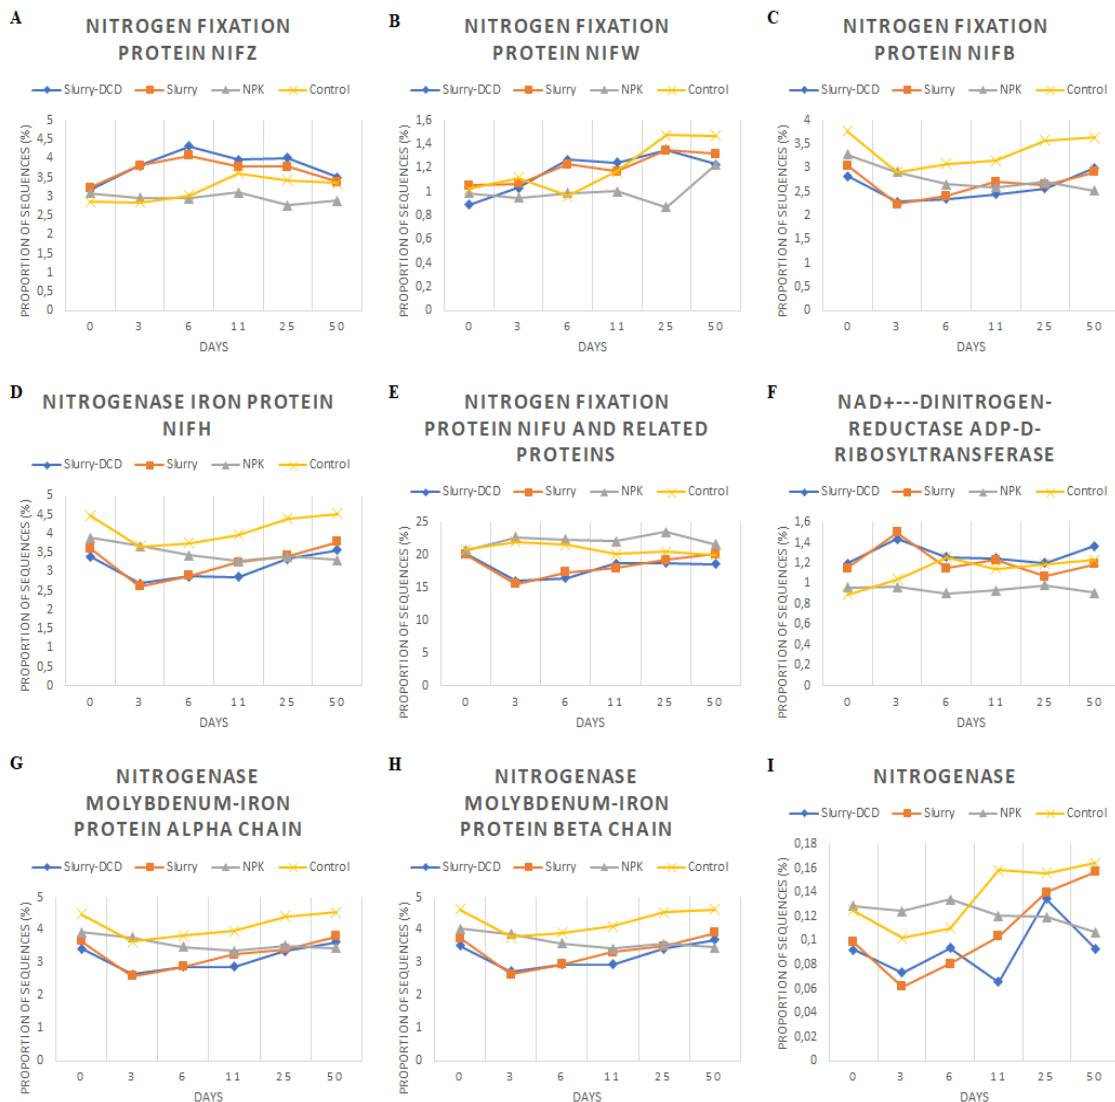 A
NITROGEN FIXATION
PROTEIN NIFZ
Slurry-DCD Slurry NPK Control
PROPORTION OF SEQUENCES (%)
5
4,5
4
3,5
3
2,5
2
1,5
1
0,5
0
0 3 6 11 25 50
DAYS
B
NITROGEN FIXATION
PROTEIN NIFW
Slurry-DCD Slurry NPK Control
PROPORTION OF SEQUENCES (%)
1,6
1,4
1,2
1
0,8
0,6
0,4
0,2
0
0 3 6 11 25 50
DAYS
C
NITROGEN FIXATION
PROTEIN NIFB
Slurry-DCD Slurry NPK Control
PROPORTION OF SEQUENCES (%)
4
3,5
3
2,5
2
1,5
1
0,5
0
0 3 6 11 25 50
DAYS
D
NITROGENASE IRON PROTEIN
NIFH
Slurry-DCD Slurry NPK Control
PROPORTION OF SEQUENCES (%)
5
4,5
4
3,5
3
2,5
2
1,5
1
0,5
0
0 3 6 11 25 50
DAYS
E
NITROGEN FIXATION
PROTEIN NIFU AND RELATED
PROTEINS
Slurry-DCD Slurry NPK Control
PROPORTION OF SEQUENCES (%)
25
20
15
10
5
0
0 3 6 11 25 50
DAYS
F
NAD+---DINITROGEN-
REDUCTASE ADP-D-
RIBOSYLTRANSFERASE
Slurry-DCD Slurry NPK Control
PROPORTION OF SEQUENCES (%)
1,6
1,4
1,2
1
0,8
0,6
0,4
0,2
0
0 3 6 11 25 50
DAYS
G
NITROGENASE
MOLYBDENUM-IRON
PROTEIN ALPHA CHAIN
Slurry-DCD Slurry NPK Control
PROPORTION OF SEQUENCES (%)
5
4
3
2
1
0
0 3 6 11 25 50
DAYS
H
NITROGENASE
MOLYBDENUM-IRON
PROTEIN BETA CHAIN
Slurry-DCD Slurry NPK Control
PROPORTION OF SEQUENCES (%)
5
4
3
2
1
0
0 3 6 11 25 50
DAYS
I
NITROGENASE
Slurry-DCD Slurry NPK Control
PROPORTION OF SEQUENCES (%)
0,18
0,16
0,14
0,12
0,1
0,08
0,06
0,04
0,02
0
0 3 6 11 25 50
DAYS